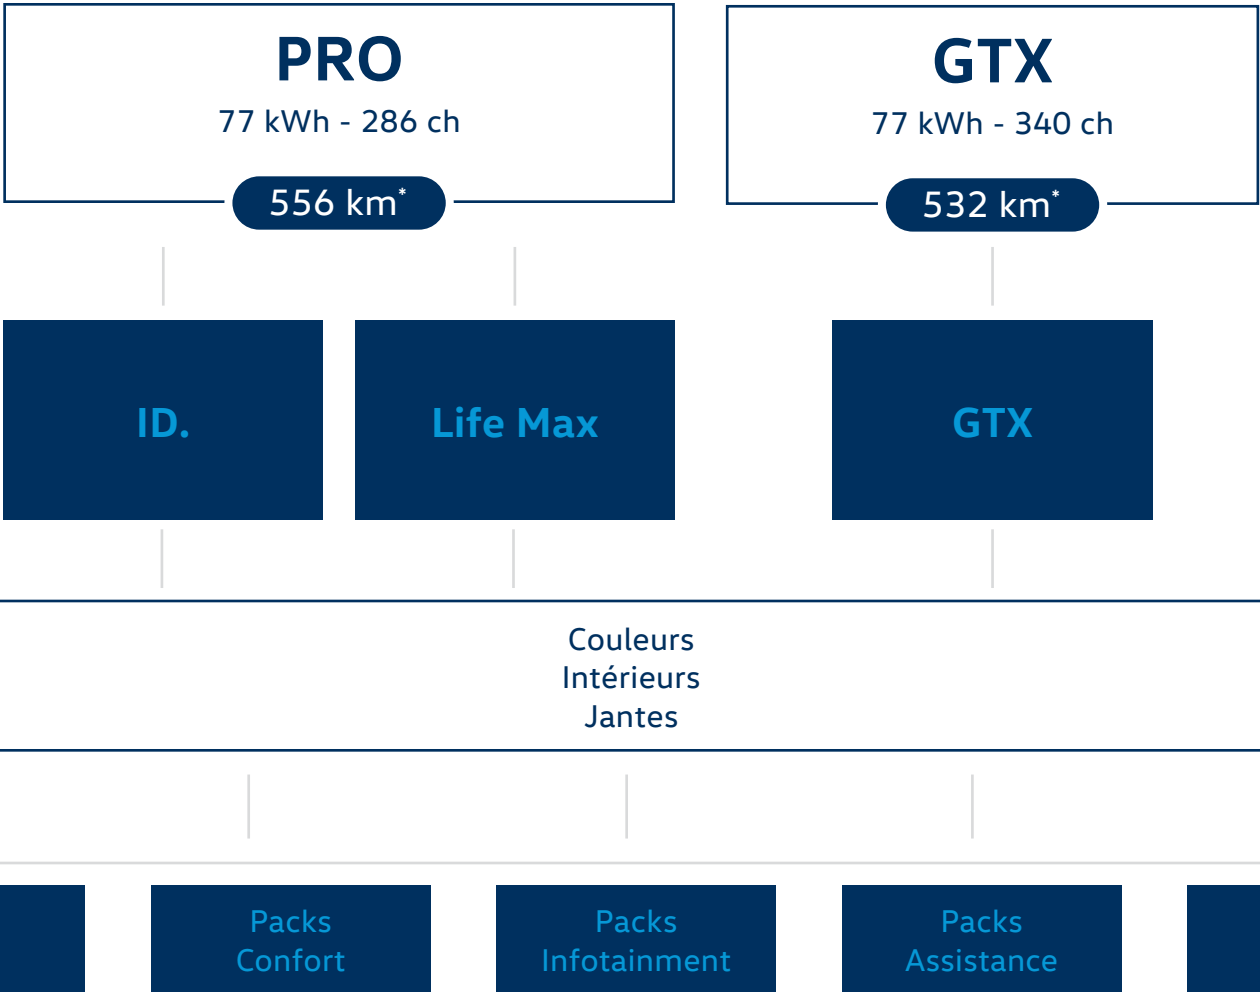 PRO
77 kWh - 286 ch
556 km*
GTX
77 kWh - 340 ch
532 km*
ID.
Life Max
GTX
Couleurs
Intérieurs
Jantes
Packs
Confort
Packs
Infotainment
Packs
Assistance